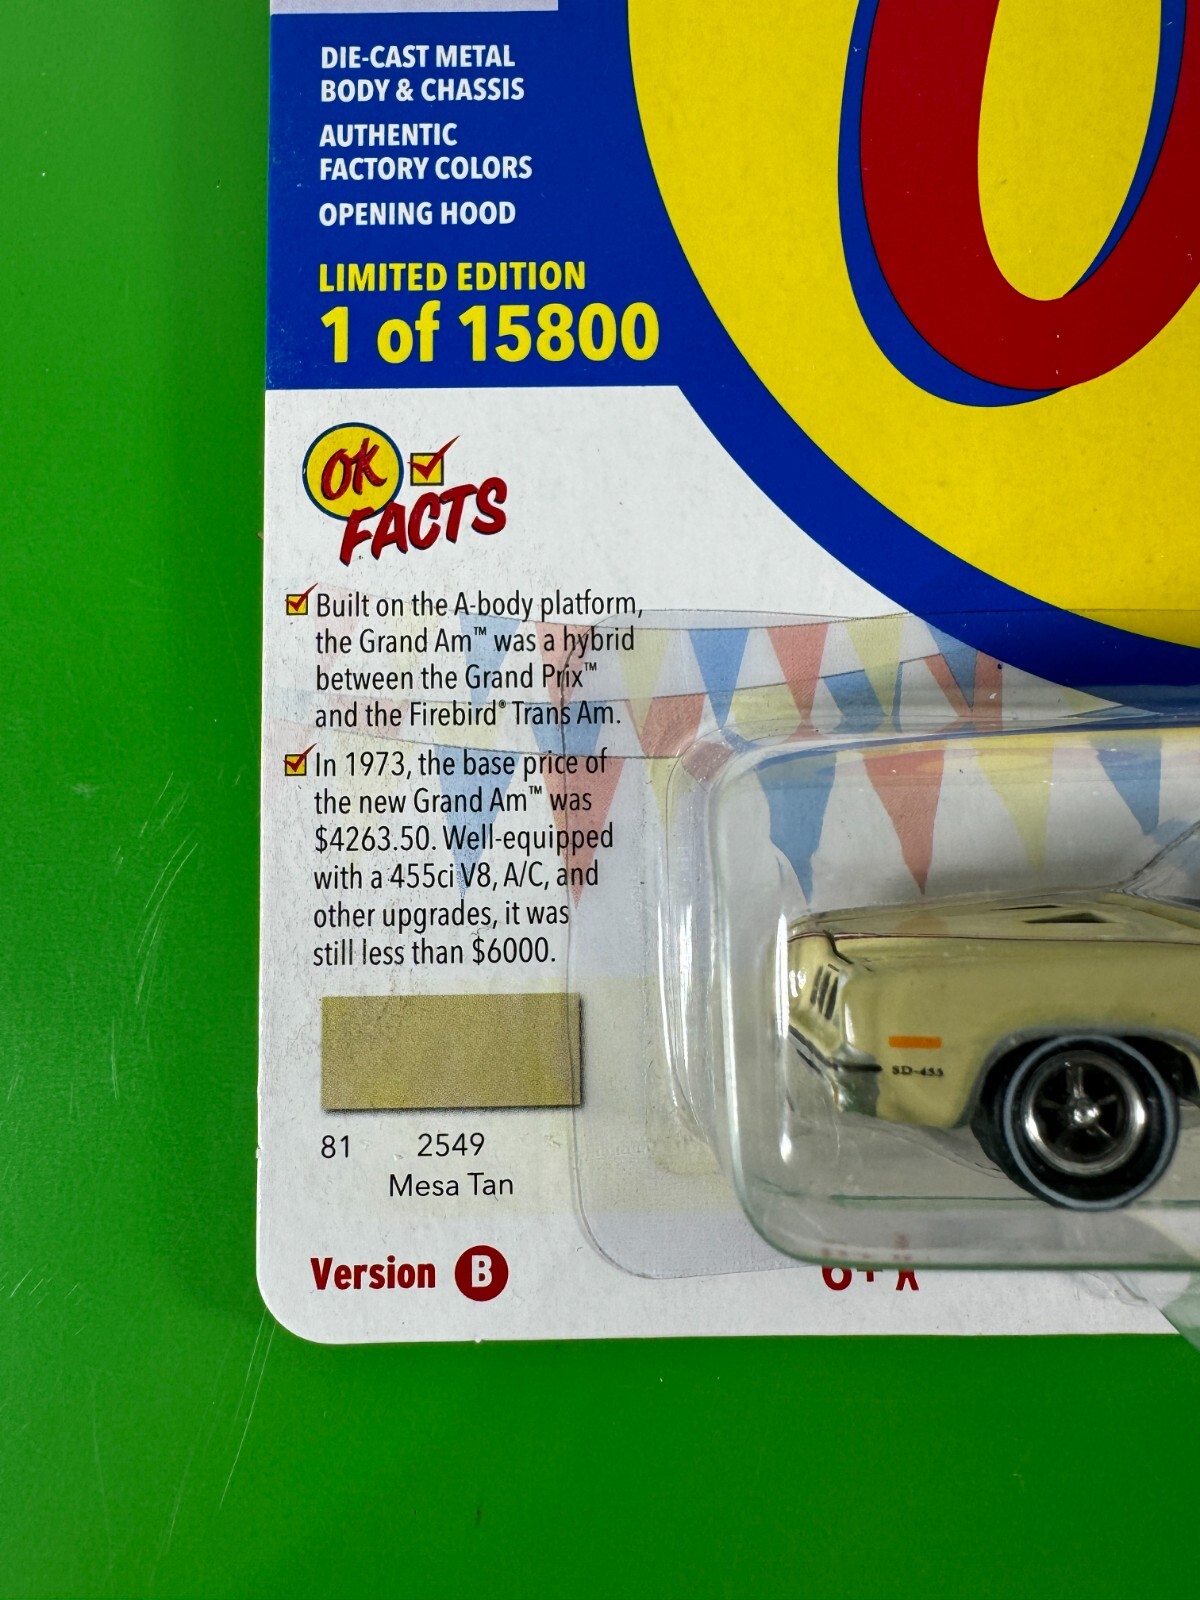 DIE-CAST METAL
BODY & CHASSIS
AUTHENTIC
FACTORY COLORS
OPENING HOOD
LIMITED EDITION
1 of 15800
OK
FACTS
Built on the A-body platform,
the Grand Am™ was a hybrid
between the Grand Prix™
and the Firebird® Trans Am.
In 1973, the base price of
the new Grand Am™ was
$4263.50. Well-equipped
with a 455ci V8, A/C, and
other upgrades, it was
still less than $6000.
SD-455
81 2549
Mesa Tan
Version B